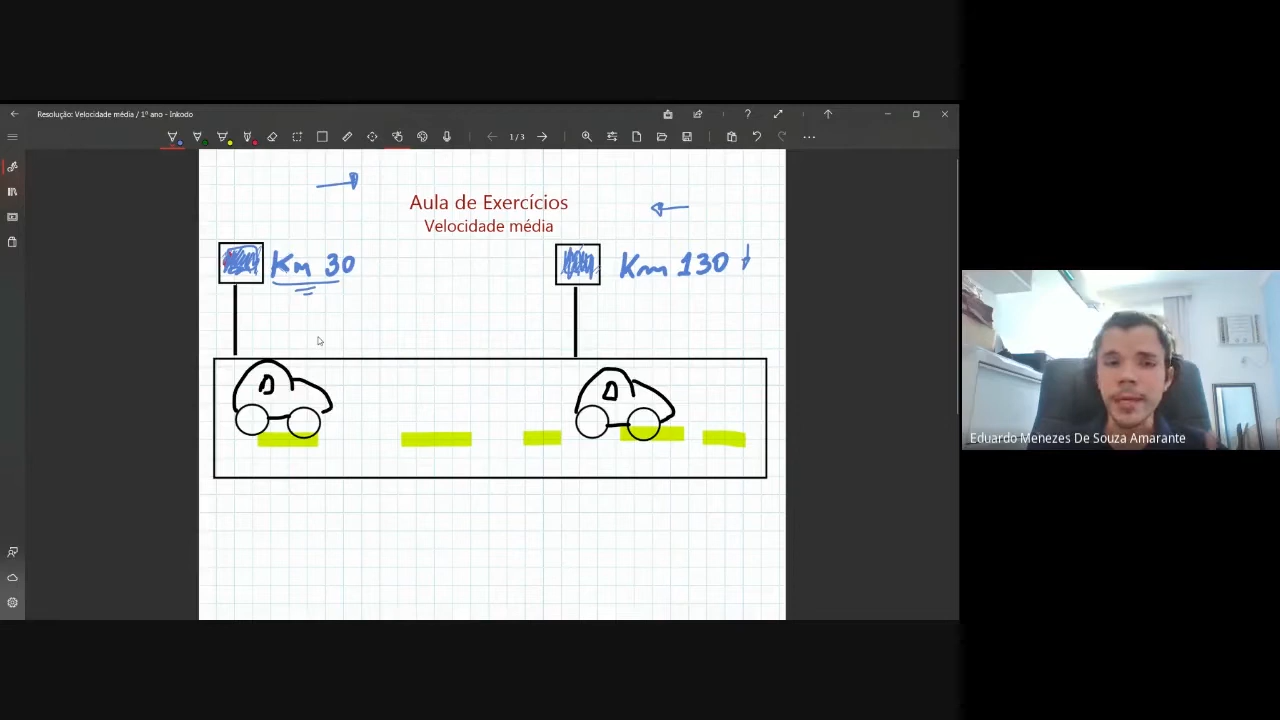 Resolução: Velocidade média / 1º ano - Inkodo
1/3
Aula de Exercícios
Velocidade média
Km 30
Km 130
Eduardo Menezes De Souza Amarante